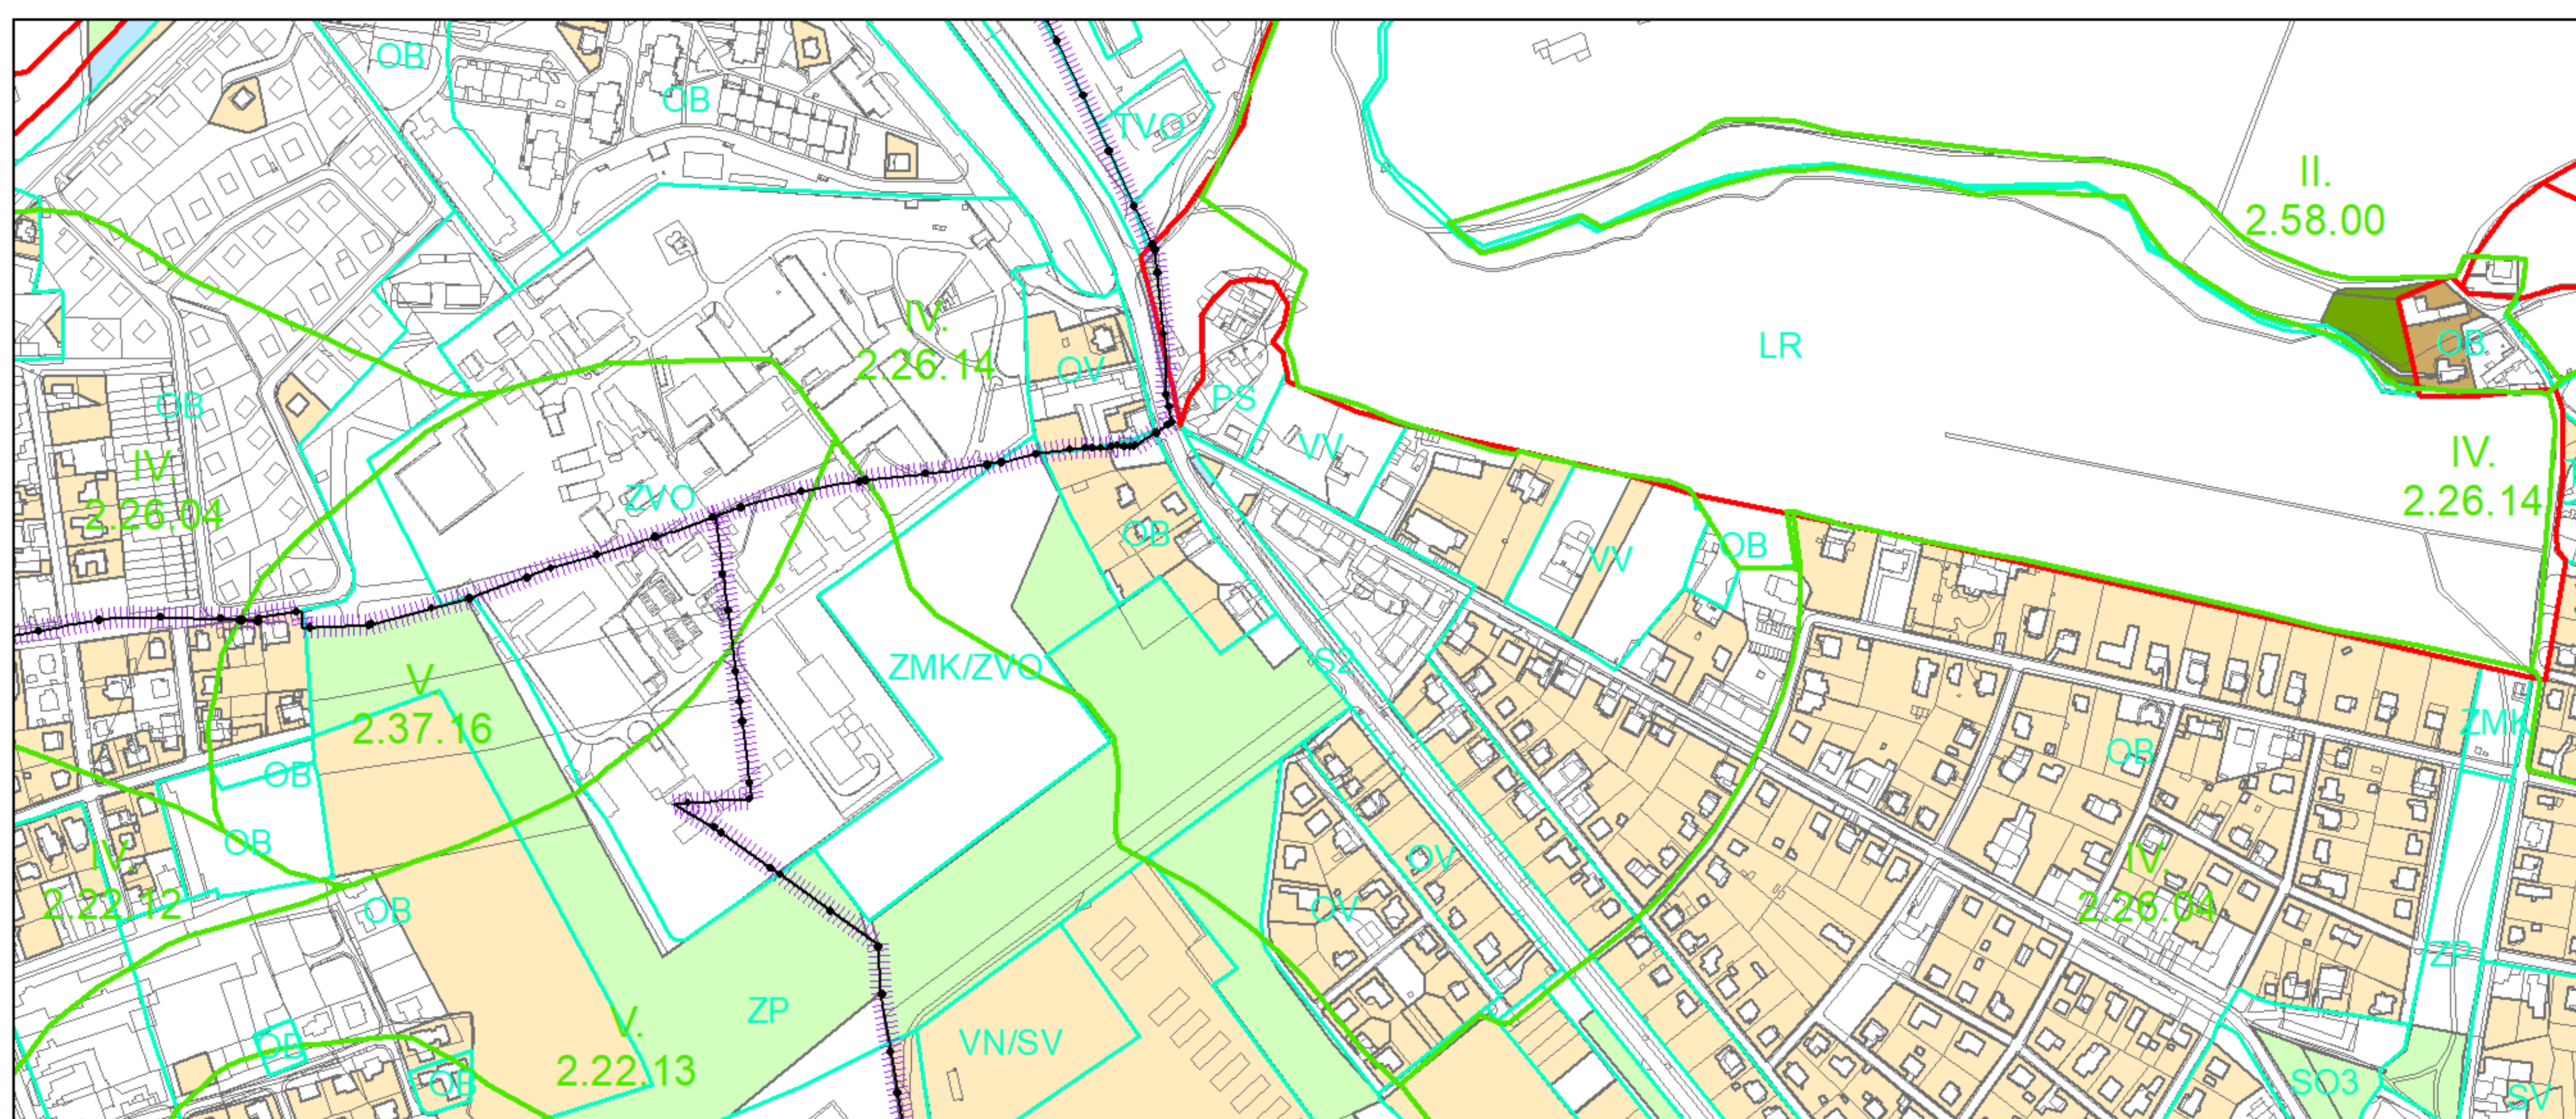 OB
OB
TVO
II.
2.58.00
IV.
2.26.14
OV
LR
OB
PS
OB
VV
IV.
2.26.04
ZVO
IV.
2.26.14
OB
VV
OB
ZMK/ZVO
S2
V.
2.37.16
OB
OB
ZMK
OB
IV.
2.22.12
OV
IV.
2.26.04
OB
OV
ZP
ZP
V.
2.22.13
VN/SV
OB
OB
SO3
SV